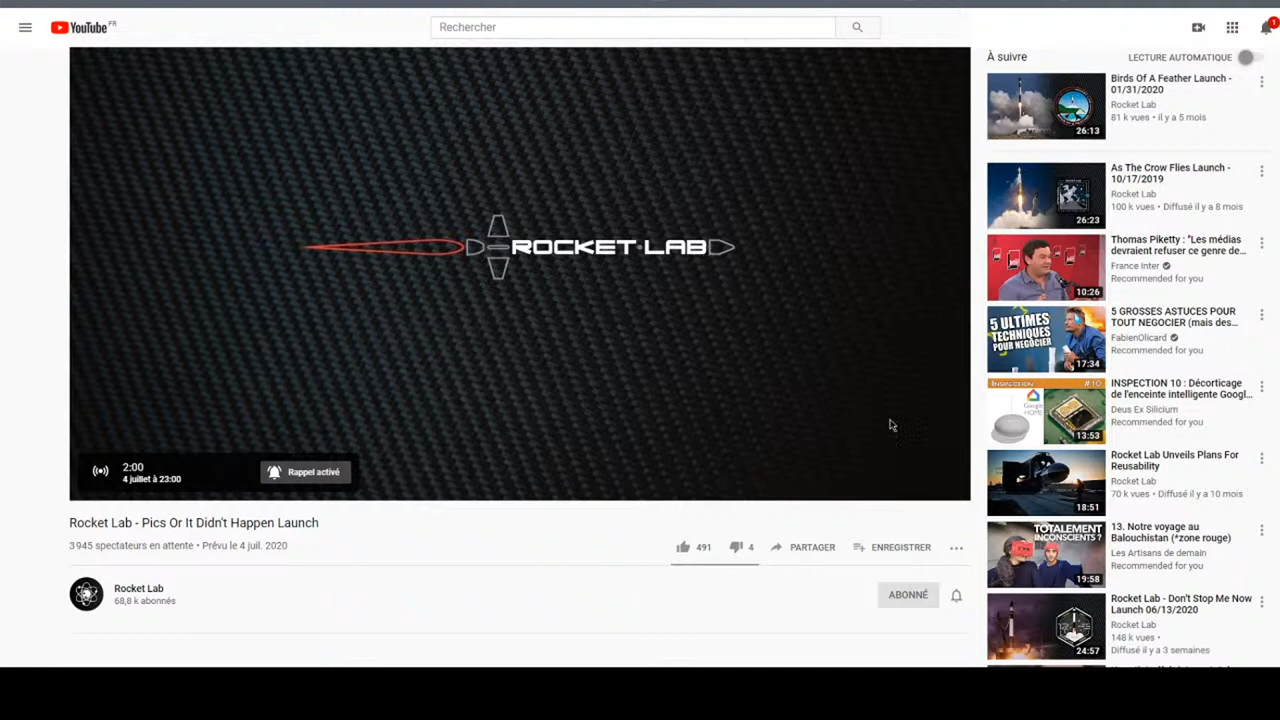 YouTube FR
Rechercher
1
ROCKET LAB
2:00
4 juillet à 23:00
Rappel activé
Rocket Lab - Pics Or It Didn't Happen Launch
3 945 spectateurs en attente • Prévu le 4 juil. 2020
491
4
PARTAGER
ENREGISTRER
Rocket Lab
68,8 k abonnés
ABONNÉ
À suivre
LECTURE AUTOMATIQUE
26:13
Birds Of A Feather Launch -
01/31/2020
Rocket Lab
81 k vues • il y a 5 mois
26:23
As The Crow Flies Launch -
10/17/2019
Rocket Lab
100 k vues • Diffusé il y a 8 mois
10:26
Thomas Piketty : "Les médias
devraient refuser ce genre de...
France Inter
Recommended for you
5 ULTIMES
TECHNIQUES
POUR NÉGOCIER
17:34
5 GROSSES ASTUCES POUR
TOUT NEGOCIER (mais des...
FabienOlicard
Recommended for you
INSPECTION #10
Google
HOME
13:53
INSPECTION 10 : Décorticage
de l'enceinte intelligente Googl...
Deus Ex Silicium
Recommended for you
18:51
Rocket Lab Unveils Plans For
Reusability
Rocket Lab
70 k vues • Diffusé il y a 10 mois
TOTALEMENT
INCONSCIENTS ?
19:58
13. Notre voyage au
Balouchistan (*zone rouge)
Les Artisans de demain
Recommended for you
24:57
Rocket Lab - Don't Stop Me Now
Launch 06/13/2020
Rocket Lab
148 k vues •
Diffusé il y a 3 semaines